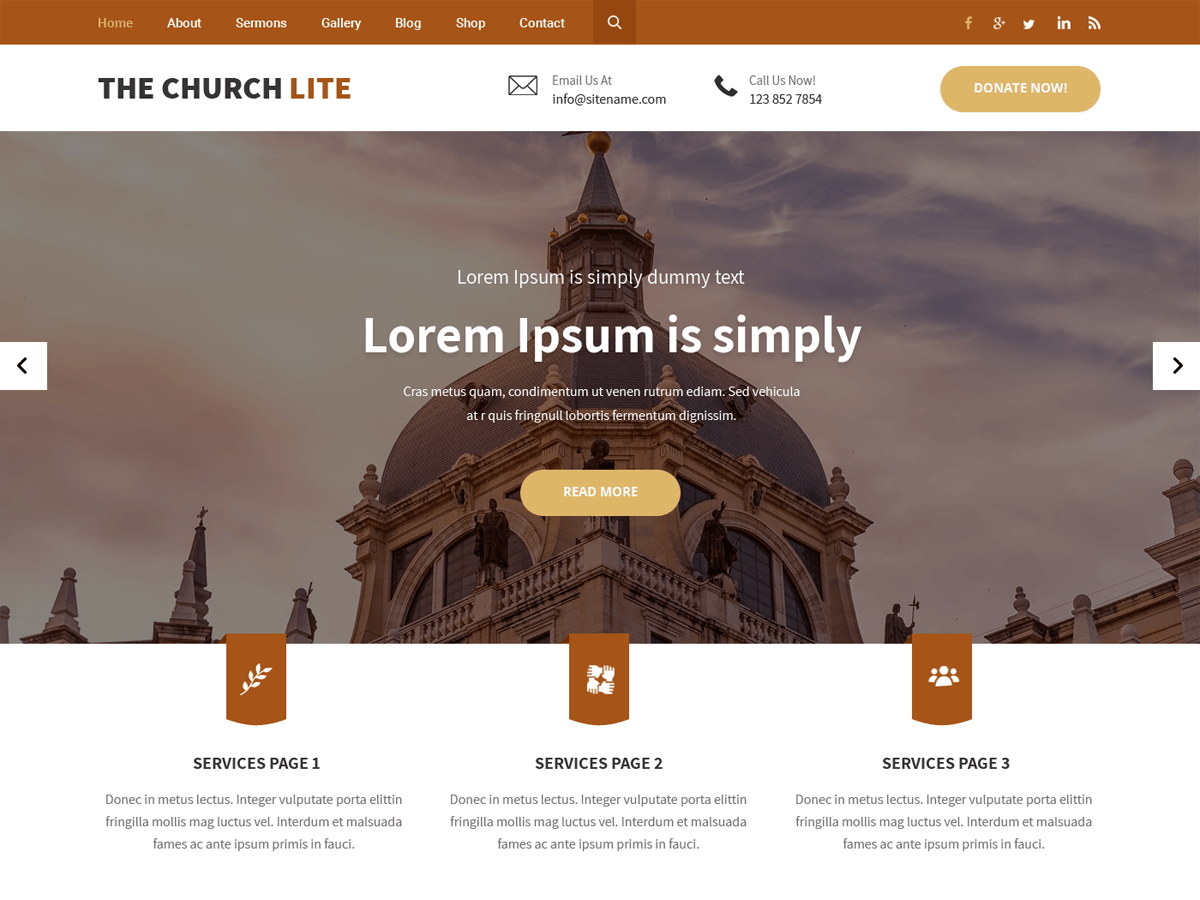 Home About Sermons Gallery Blog Shop Contact
THE CHURCH LITE
Email Us At
info@sitename.com
Call Us Now!
123 852 7854
DONATE NOW!
Lorem Ipsum is simply dummy text
Lorem Ipsum is simply
Cras metus quam, condimentum ut venen rutrum ediam. Sed vehicula
at r quis fringnull lobortis fermentum dignissim.
READ MORE
SERVICES PAGE 1
Donec in metus lectus. Integer vulputate porta elittin
fringilla mollis mag luctus vel. Interdum et malsuada
fames ac ante ipsum primis in fauci.
SERVICES PAGE 2
Donec in metus lectus. Integer vulputate porta elittin
fringilla mollis mag luctus vel. Interdum et malsuada
fames ac ante ipsum primis in fauci.
SERVICES PAGE 3
Donec in metus lectus. Integer vulputate porta elittin
fringilla mollis mag luctus vel. Interdum et malsuada
fames ac ante ipsum primis in fauci.